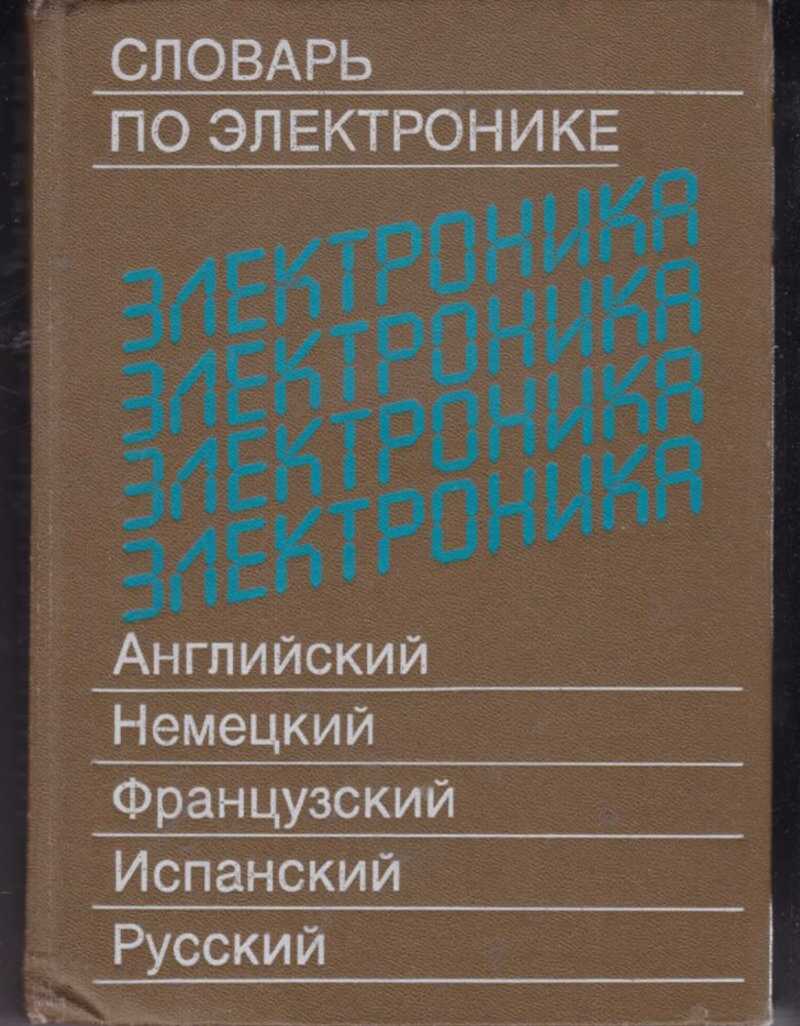 СЛОВАРЬ
ПО ЭЛЕКТРОНИКЕ
ЭЛЕКТРОНИКА
ЭЛЕКТРОНИКА
ЭЛЕКТРОНИКА
ЭЛЕКТРОНИКА
Английский
Немецкий
Французский
Испанский
Русский